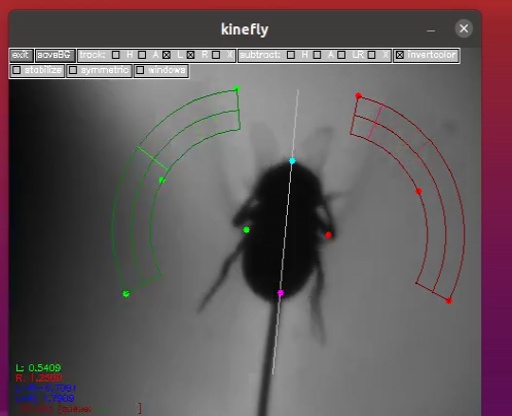 kinefly
exit saveBG track: H A L R X subtract: H A LR X invertcolor
stabilize symmetric windows
L: 0.5409
]